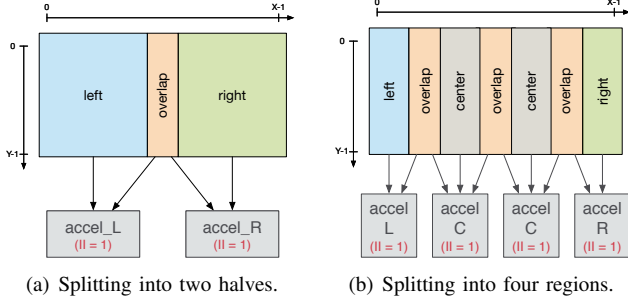 0
X-1
0
Y-1
left
overlap
right
accel_L
(II = 1)
accel_R
(II = 1)
(a) Splitting into two halves.
0
X-1
0
Y-1
left
overlap
center
overlap
center
overlap
right
accel
L
(II = 1)
accel
C
(II = 1)
accel
C
(II = 1)
accel
R
(II = 1)
(b) Splitting into four regions.